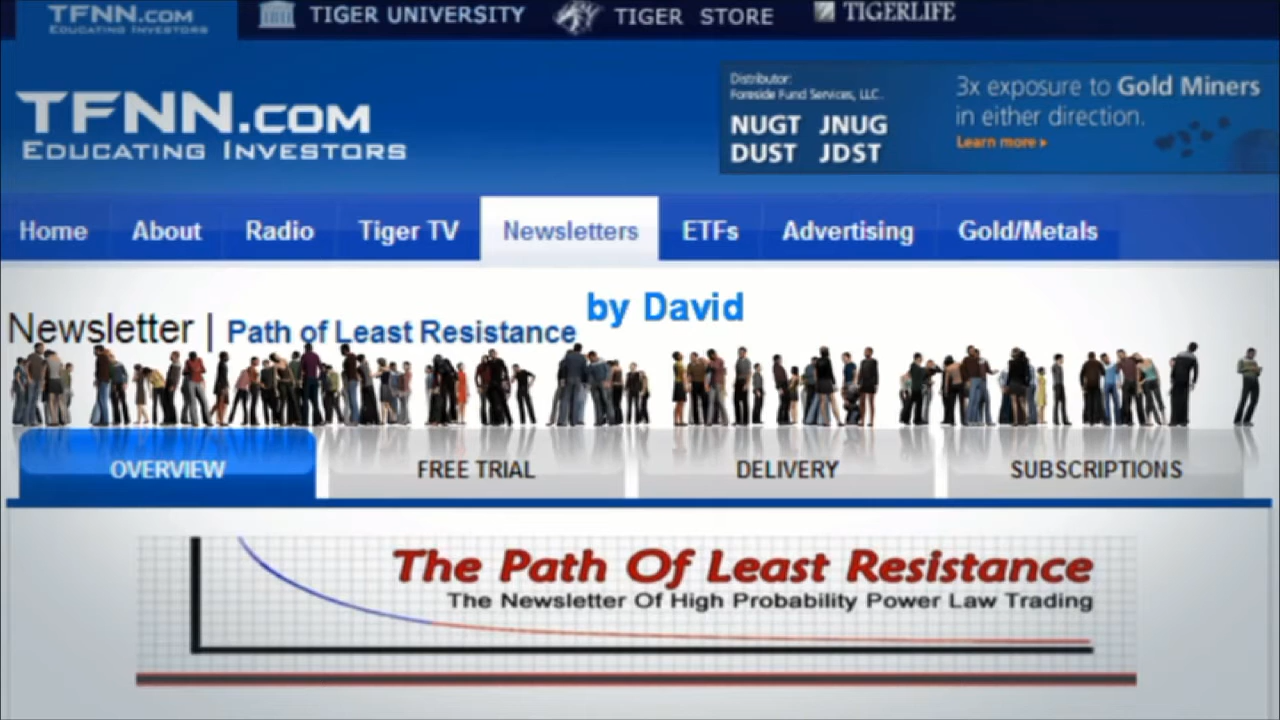 TFNN.COM
EDUCATING INVESTORS
TIGER UNIVERSITY
TIGER STORE
TIGERLIFE
TFNN.COM
EDUCATING INVESTORS
Distributor:
Foreside Fund Services, LLC.
NUGT JNUG
DUST JDST
3x exposure to Gold Miners
in either direction.
Learn more
Home About Radio Tiger TV Newsletters ETFs Advertising Gold/Metals
by David
Newsletter | Path of Least Resistance
OVERVIEW FREE TRIAL DELIVERY SUBSCRIPTIONS
The Path Of Least Resistance
The Newsletter Of High Probability Power Law Trading